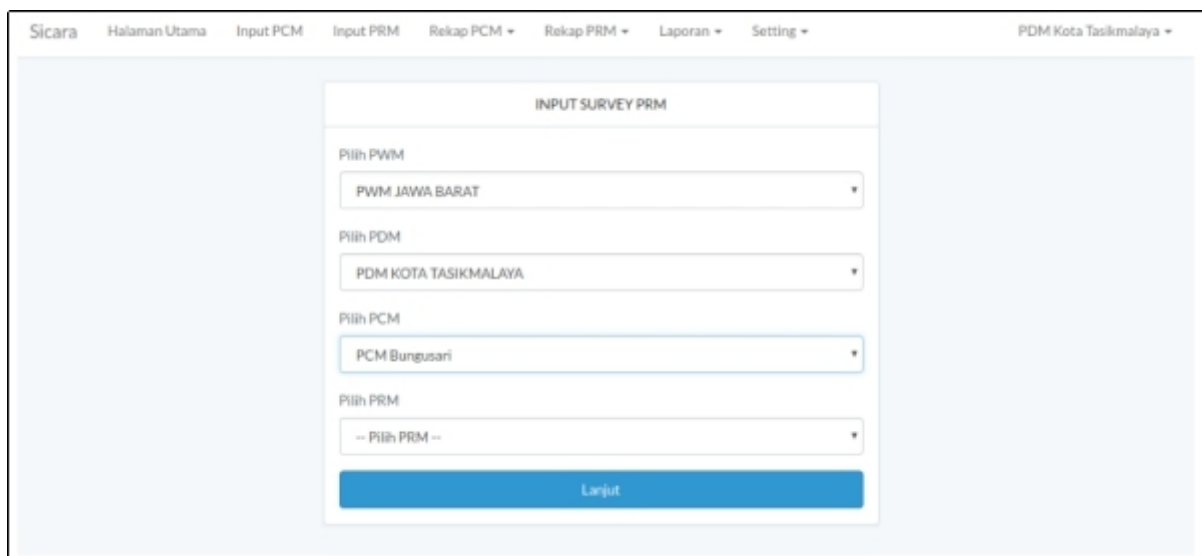 Sicara Halaman Utama Input PCM Input PRM Rekap PCM Rekap PRM Laporan Setting PDM Kota Tasikmalaya
INPUT SURVEY PRM
Pilih PWM
PWM JAWA BARAT
Pilih PDM
PDM KOTA TASIKMALAYA
Pilih PCM
PCM Bungusari
Pilih PRM
-- Pilih PRM --
Lanjut